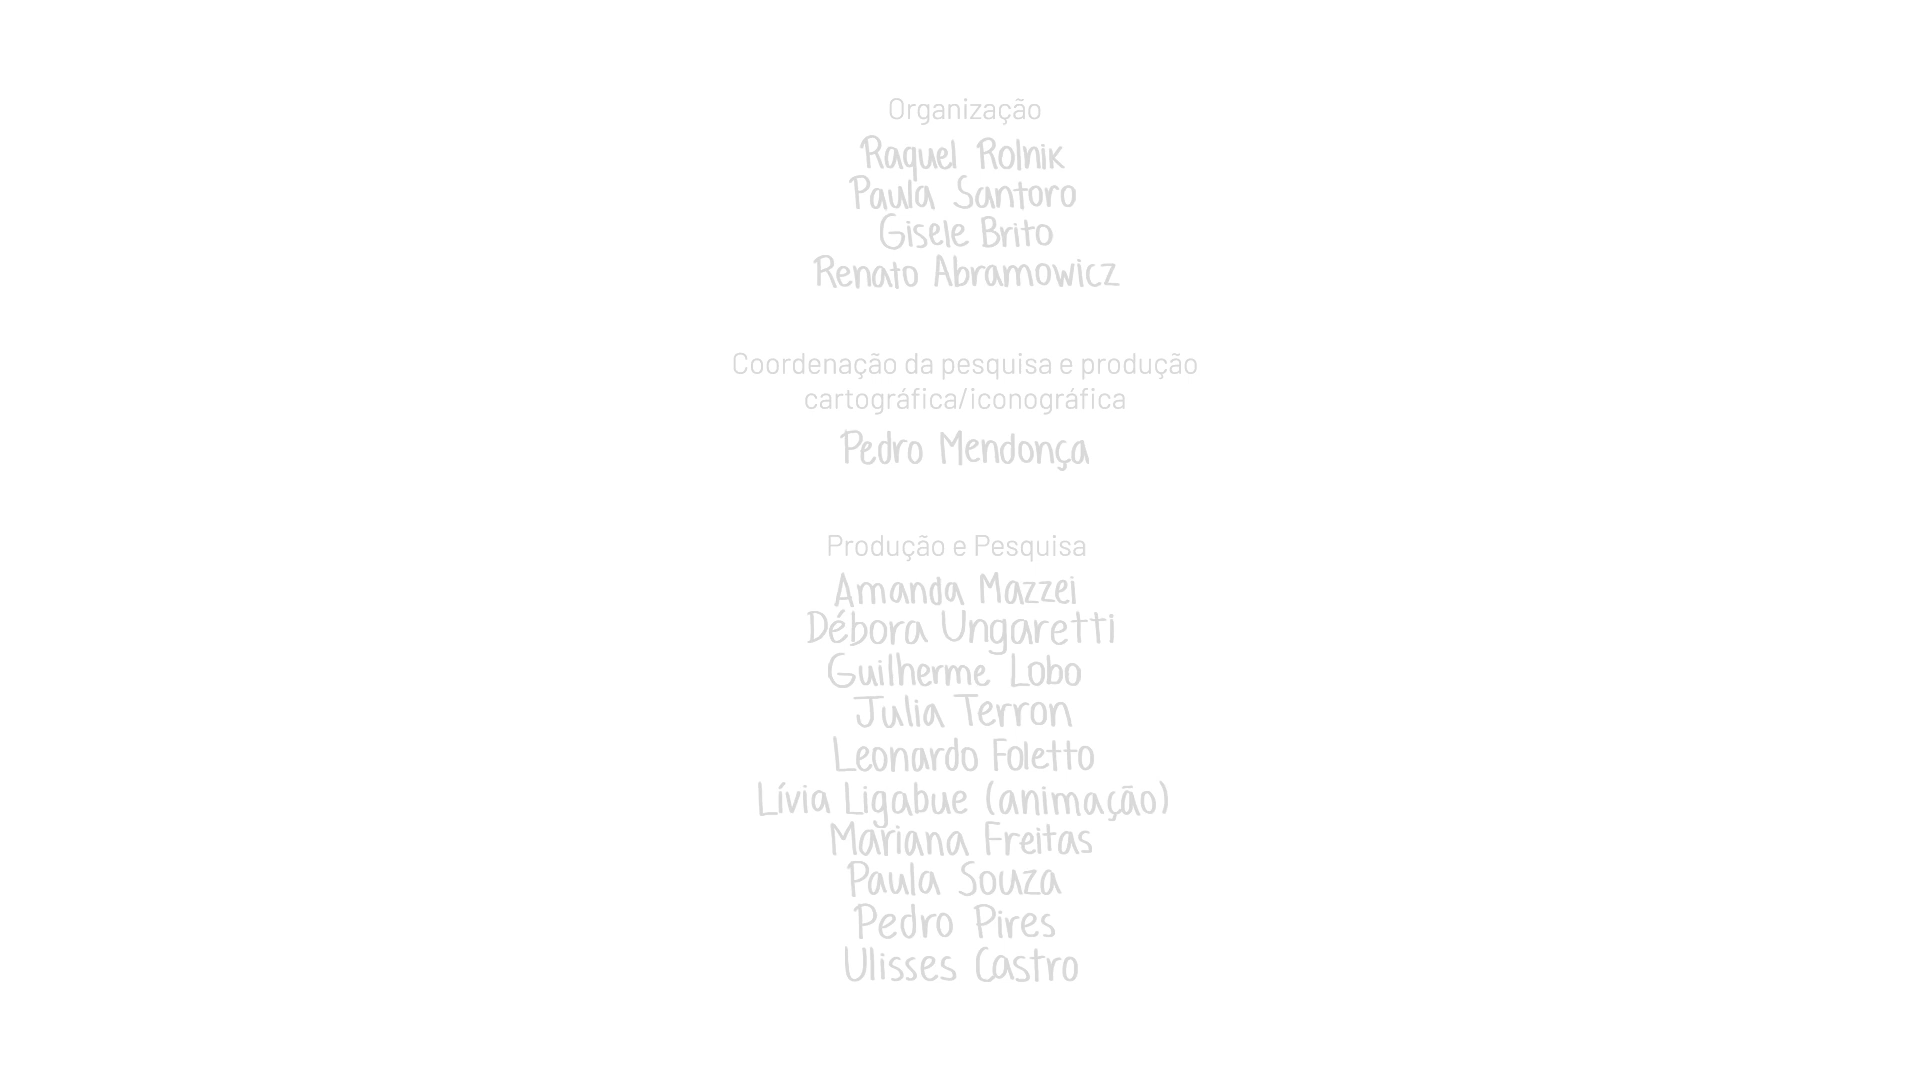 Organização
Raquel Rolnik
Paula Santoro
Gisele Brito
Renato Abramowicz
Coordenação da pesquisa e produção
cartográfica/iconográfica
Pedro Mendonça
Produção e Pesquisa
Amanda Mazzei
Débora Ungaretti
Guilherme Lobo
Julia Terron
Leonardo Foletto
Lívia Ligabue (animação)
Mariana Freitas
Paula Souza
Pedro Pires
Ulisses Castro